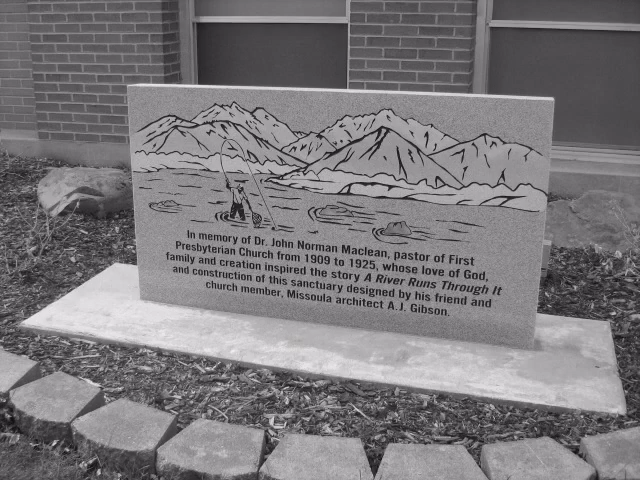 In memory of Dr. John Norman Maclean, pastor of First
Presbyterian Church from 1909 to 1925, whose love of God,
family and creation inspired the story A River Runs Through It
and construction of this sanctuary designed by his friend and
church member, Missoula architect A.J. Gibson.